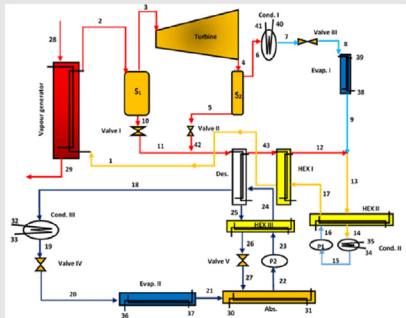 3
41
Cond. I
40
28
2
Turbine
7
Valve III
8
39
4
6
Evap. I
S₁
S₂
38
Vapour generator
5
10
Valve I
Valve II
9
42
1
11
43
12
29
Des.
HEX I
13
18
17
24
HEX II
32
Cond. III
25
16
14
33
HEX III
P1
35
34
19
26
23
15
Cond. II
Valve IV
Valve V
P2
27
22
20
Evap. II
21
36
37
30
Abs.
31